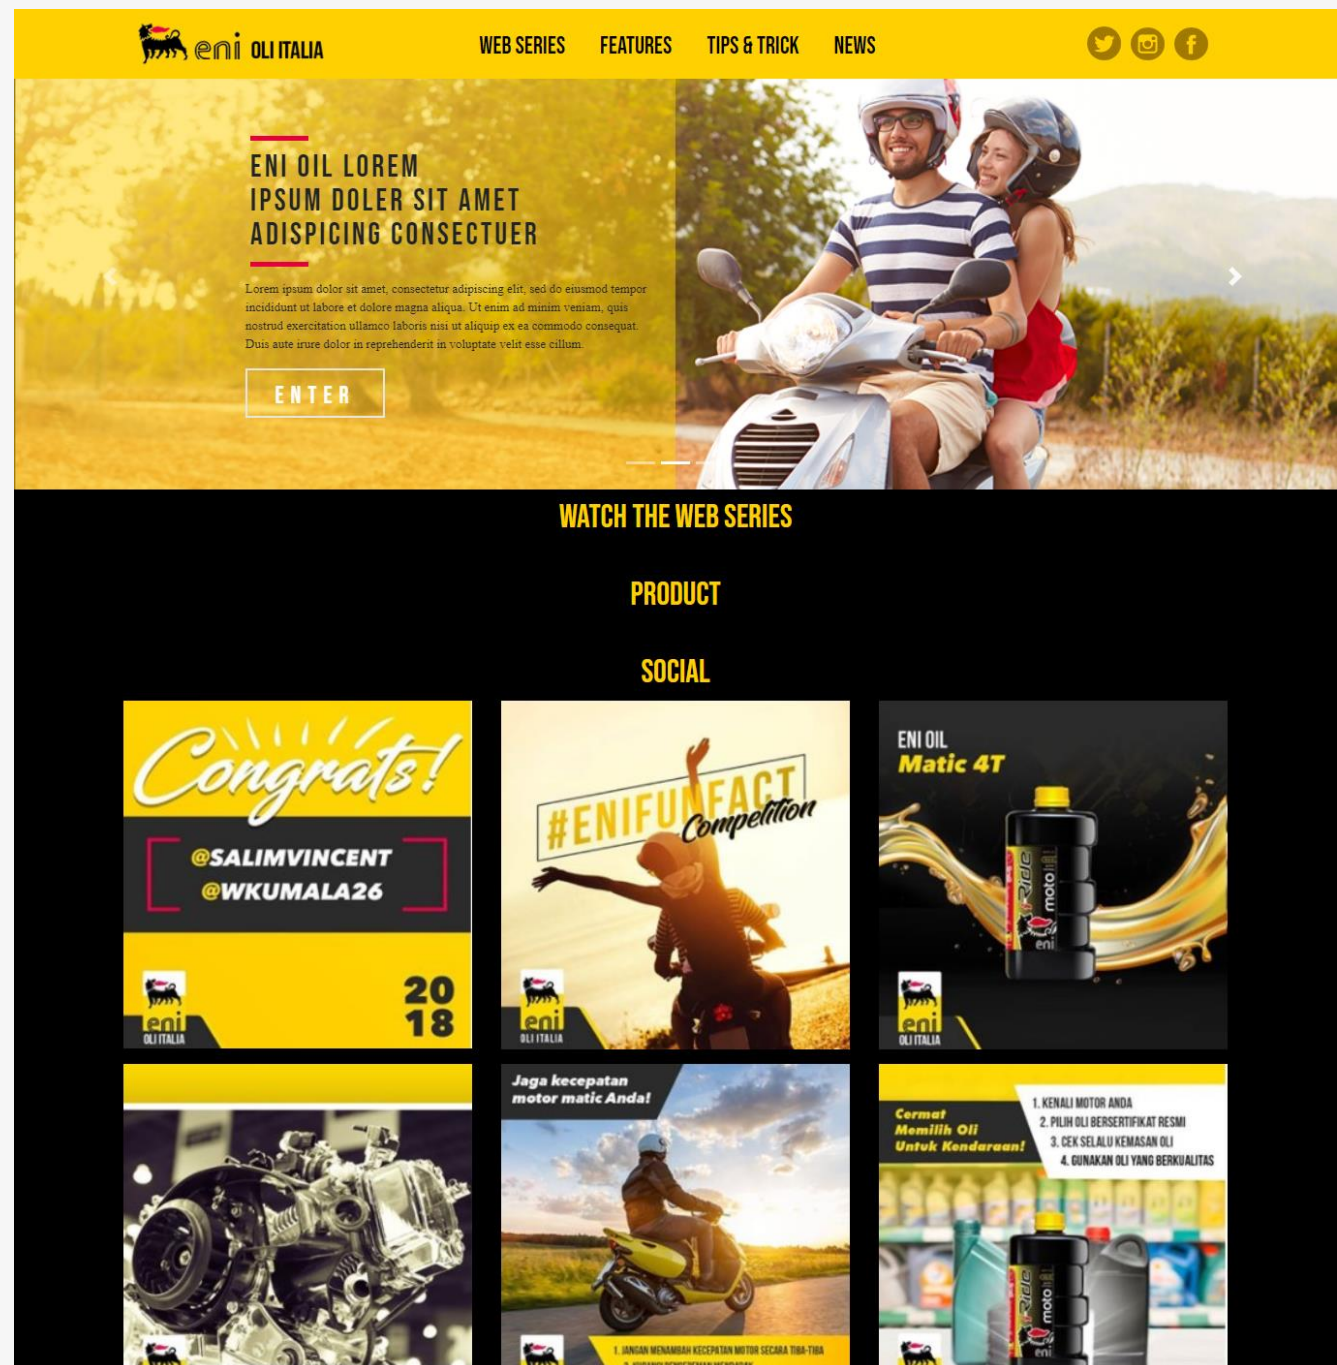 eni OLI ITALIA
WEB SERIES
FEATURES
TIPS & TRICK
NEWS
ENI OIL LOREM
IPSUM DOLER SIT AMET
ADISPICING CONSECTUER
Lorem ipsum dolor sit amet, consectetur adipiscing elit, sed do eiusmod tempor
incididunt ut labore et dolore magna aliqua. Ut enim ad minim veniam, quis
nostrud exercitation ullamco laboris nisi ut aliquip ex ea commodo consequat.
Duis aute irure dolor in reprehenderit in voluptate velit esse cillum.
ENTER
WATCH THE WEB SERIES
PRODUCT
SOCIAL
Congrats!
@SALIMVINCENT
@WKUMALA26
20
18
eni
OLI ITALIA
#ENIFUNFACT
Competition
eni
OLI ITALIA
ENI OIL
Matic 4T
i-Ride
moto
eni
eni
OLI ITALIA
Jaga kecepatan
motor matic Anda!
1. JANGAN MENAMBAH KECEPATAN MOTOR SECARA TIBA-TIBA
Cermat
Memilih Oli
Untuk Kendaraan!
1. KENALI MOTOR ANDA
2. PILIH OLI BERSERTIFIKAT RESMI
3. CEK SELALU KEMASAN OLI
4. GUNAKAN OLI YANG BERKUALITAS
i-Ride
moto
eni